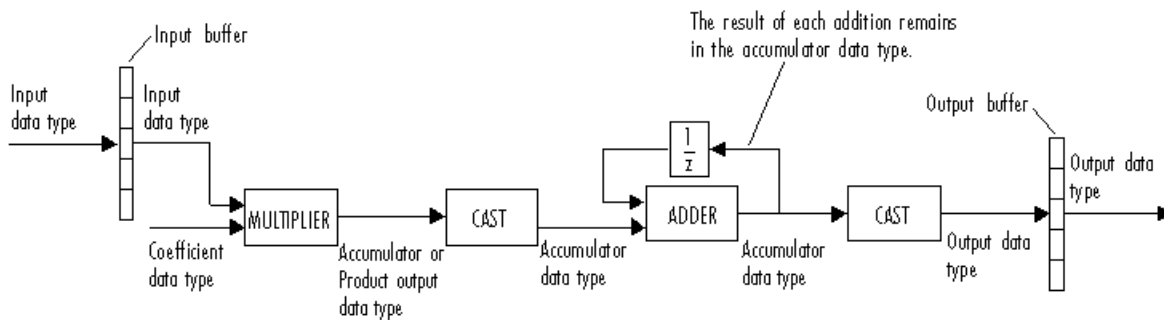 Input buffer
The result of each addition remains
in the accumulator data type.
Input
data type
Input
data type
Output buffer
1
z
Output data
type
MULTIPLIER
CAST
ADDER
CAST
Coefficient
data type
Accumulator or
Product output
data type
Accumulator
data type
Accumulator
data type
Output data
type